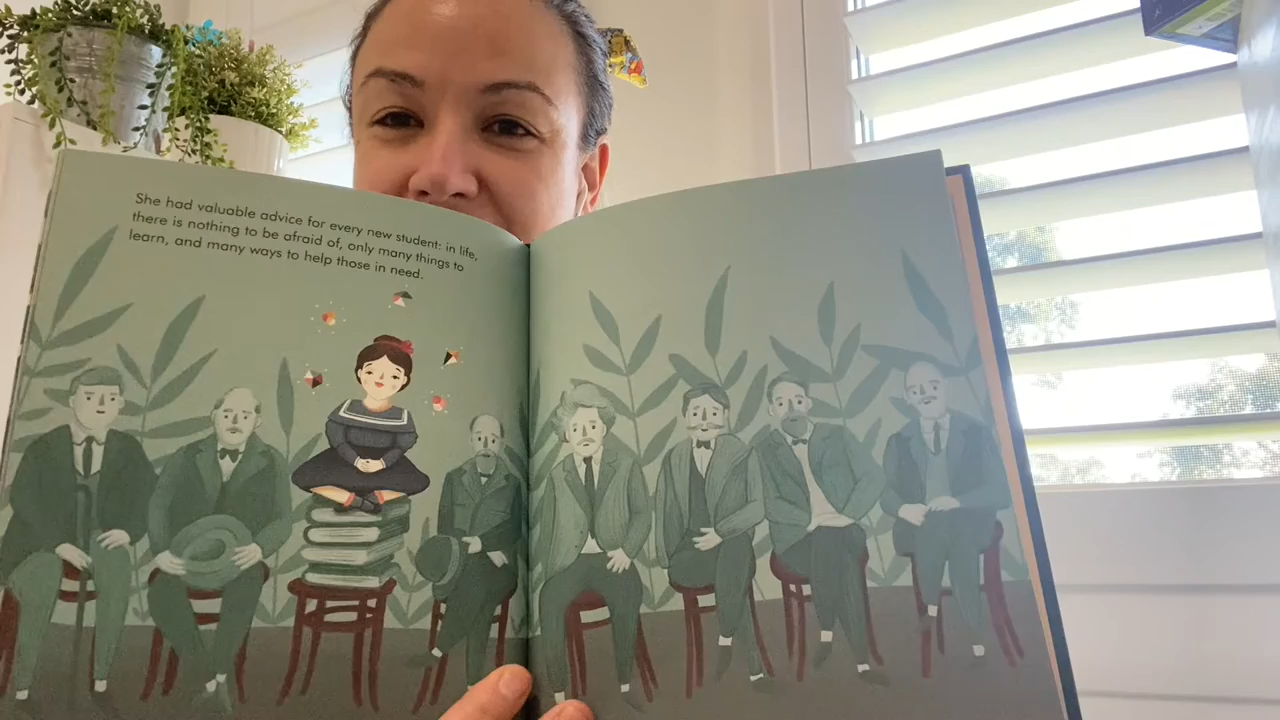 She had valuable advice for every new student: in life,
there is nothing to be afraid of, only many things to
learn, and many ways to help those in need.